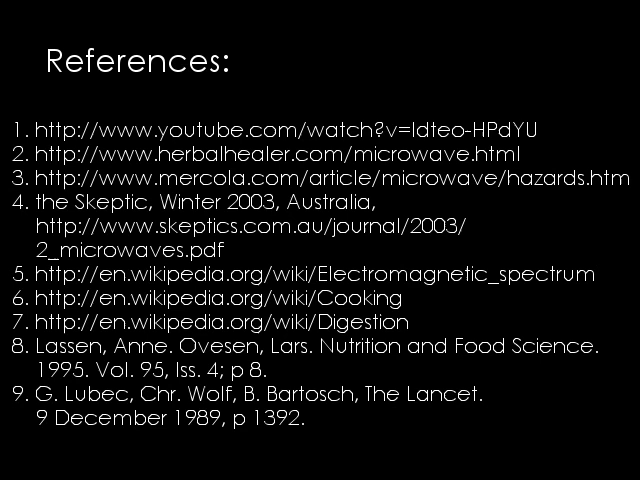 References:
1. http://www.youtube.com/watch?v=ldteo-HPdYU
2. http://www.herbalhealer.com/microwave.html
3. http://www.mercola.com/article/microwave/hazards.htm
4. the Skeptic, Winter 2003, Australia,
http://www.skeptics.com.au/journal/2003/
2_microwaves.pdf
5. http://en.wikipedia.org/wiki/Electromagnetic_spectrum
6. http://en.wikipedia.org/wiki/Cooking
7. http://en.wikipedia.org/wiki/Digestion
8. Lassen, Anne. Ovesen, Lars. Nutrition and Food Science.
1995. Vol. 95, Iss. 4; p 8.
9. G. Lubec, Chr. Wolf, B. Bartosch, The Lancet.
9 December 1989, p 1392.